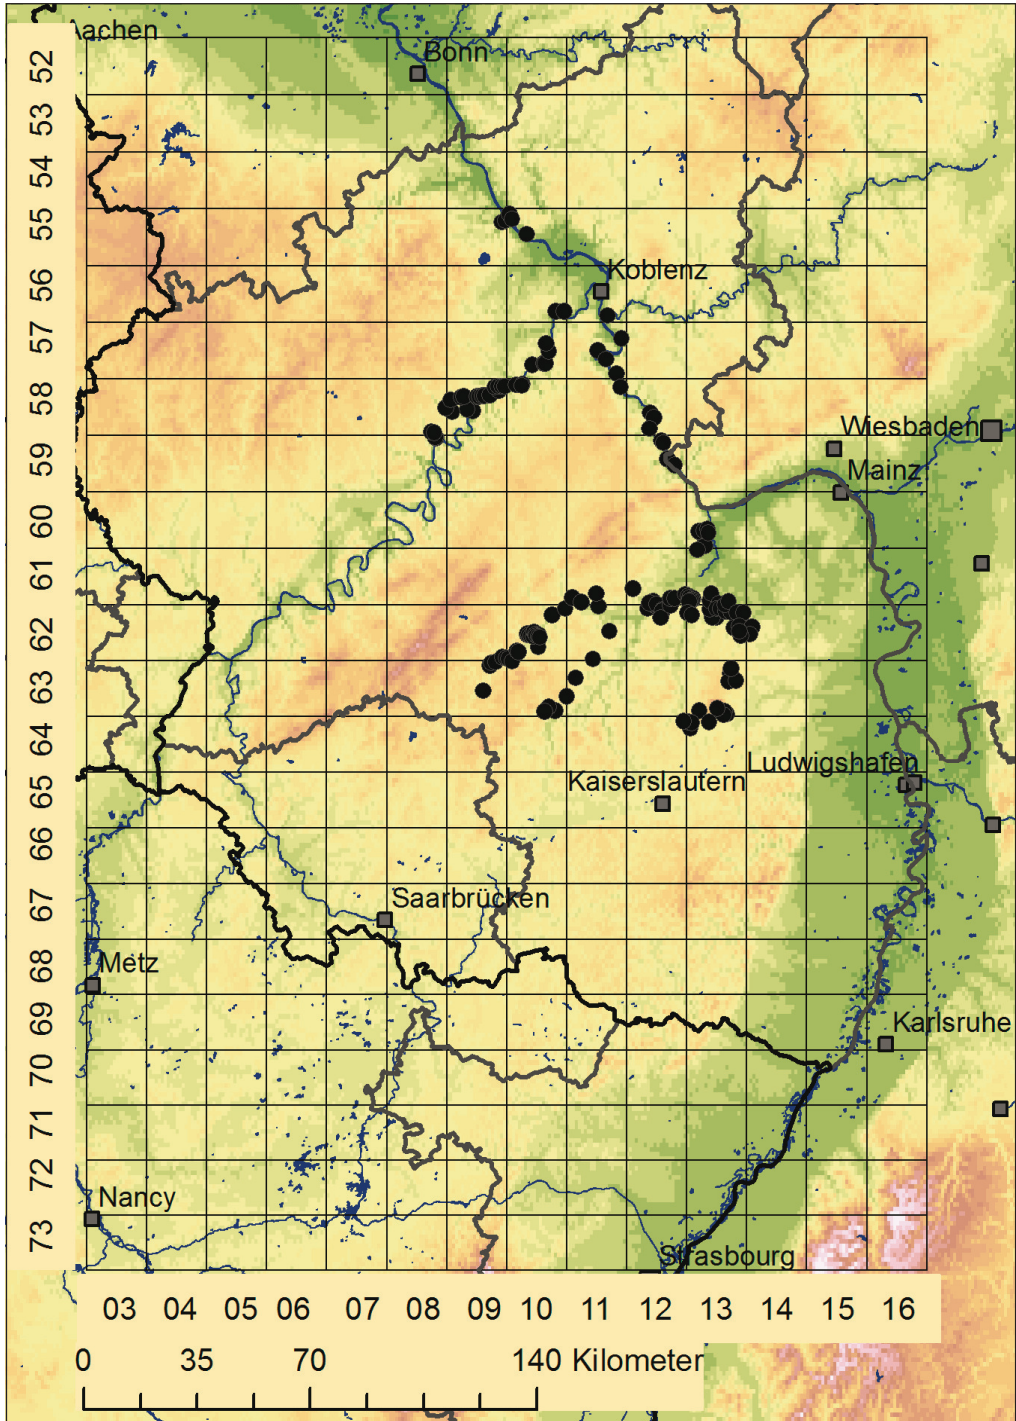 Aachen
Bonn
52
53
54
55
56
57
58
59
60
61
62
63
64
65
66
67
68
69
70
71
72
73
Koblenz
Wiesbaden
Mainz
Ludwigshafen
Kaiserslautern
Saarbrücken
Metz
Karlsruhe
Nancy
Strasbourg
03 04 05 06 07 08 09 10 11 12 13 14 15 16
0 35 70 140 Kilometer